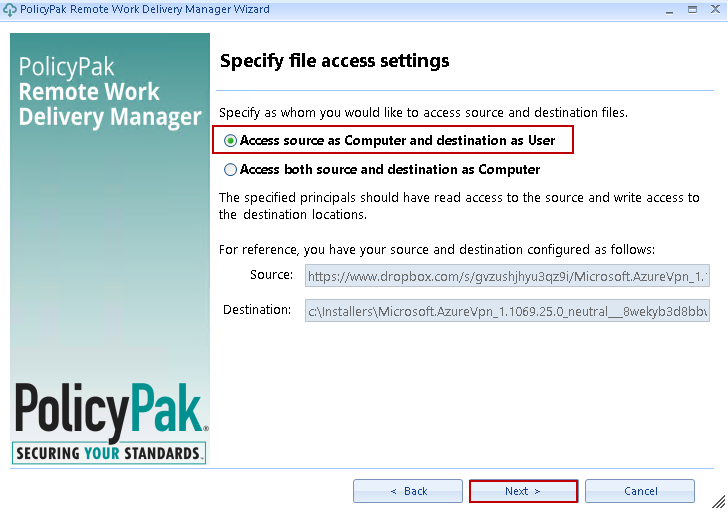 PolicyPak Remote Work Delivery Manager Wizard
PolicyPak
Remote Work
Delivery Manager
Specify file access settings
Specify as whom you would like to access source and destination files.
Access source as Computer and destination as User
Access both source and destination as Computer
The specified principals should have read access to the source and write access to
the destination locations.
For reference, you have your source and destination configured as follows:
Source: https://www.dropbox.com/s/gvzushjhyu3qz9i/Microsoft.AzureVpn_1.1
Destination: c:\Installers\Microsoft.AzureVpn_1.1069.25.0_neutral__8wekyb3d8bbw
PolicyPak
SECURING YOUR STANDARDS
< Back
Next >
Cancel